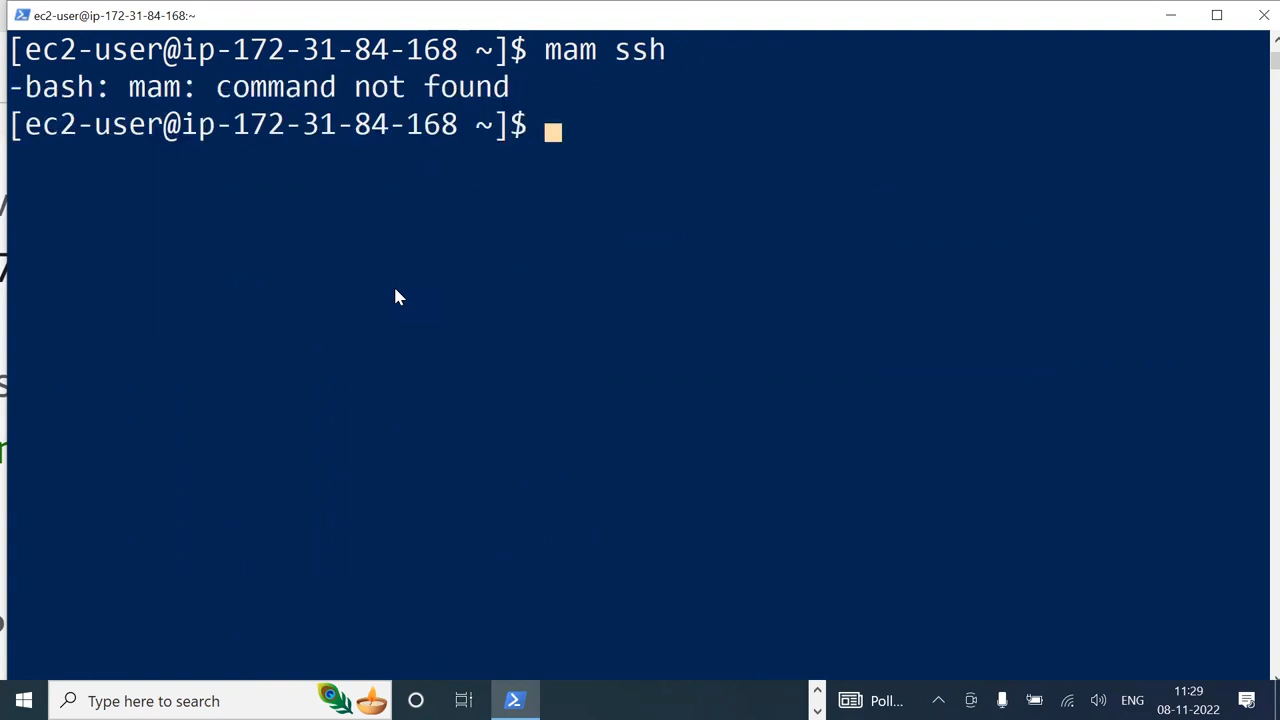 ec2-user@ip-172-31-84-168:~
[ec2-user@ip-172-31-84-168 ~]$ mam ssh
-bash: mam: command not found
[ec2-user@ip-172-31-84-168 ~]$
Type here to search
Poll...
ENG
11:29
08-11-2022